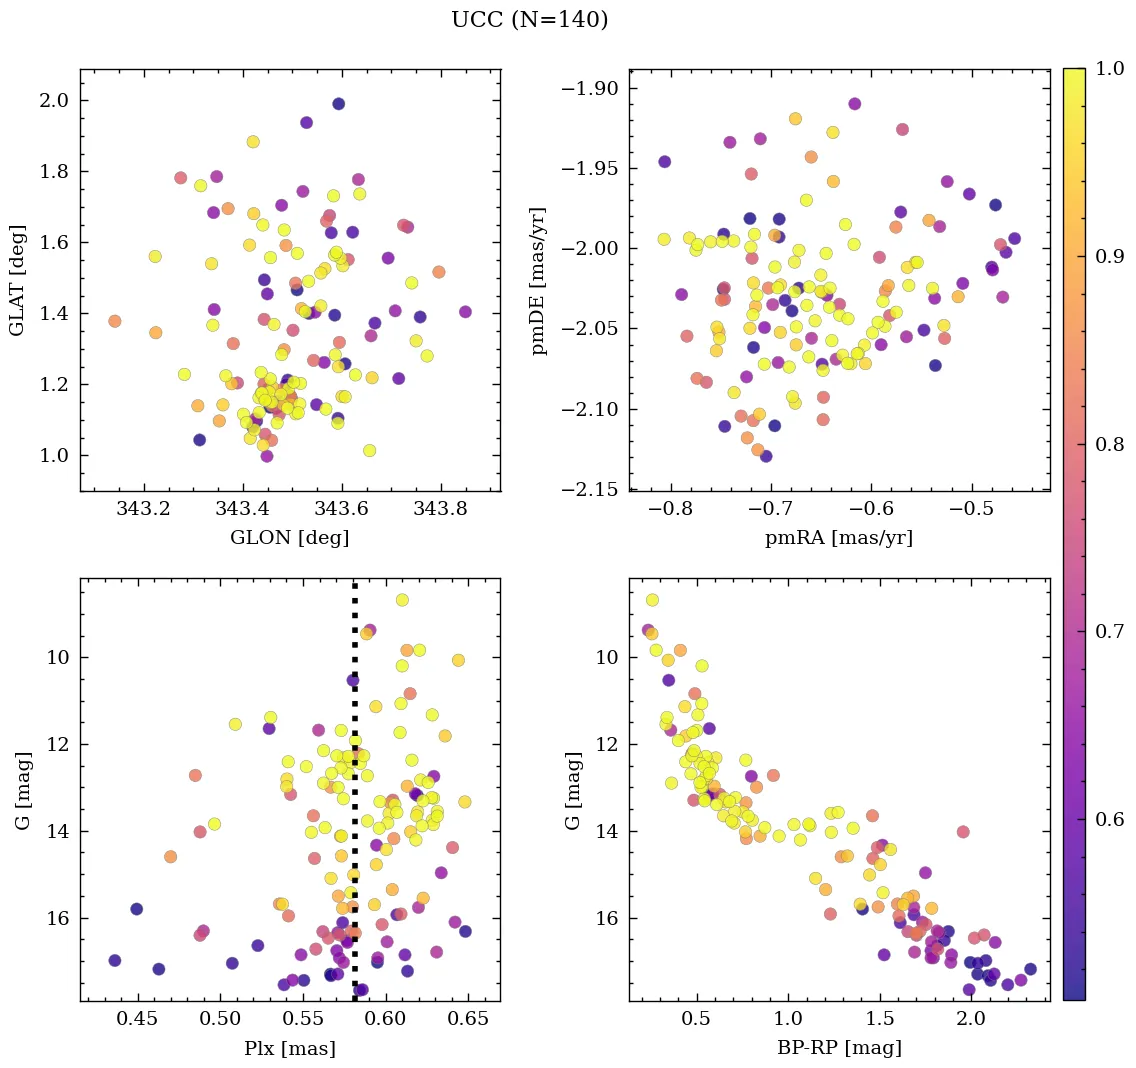 UCC (N=140)
2.0
1.8
1.6
1.4
1.2
1.0
GLAT [deg]
343.2 343.4 343.6 343.8
GLON [deg]
−1.90
−1.95
−2.00
−2.05
−2.10
−2.15
pmDE [mas/yr]
−0.8 −0.7 −0.6 −0.5
pmRA [mas/yr]
1.0
0.9
0.8
0.7
0.6
10
12
14
16
G [mag]
0.45 0.50 0.55 0.60 0.65
Plx [mas]
10
12
14
16
G [mag]
0.5 1.0 1.5 2.0
BP-RP [mag]